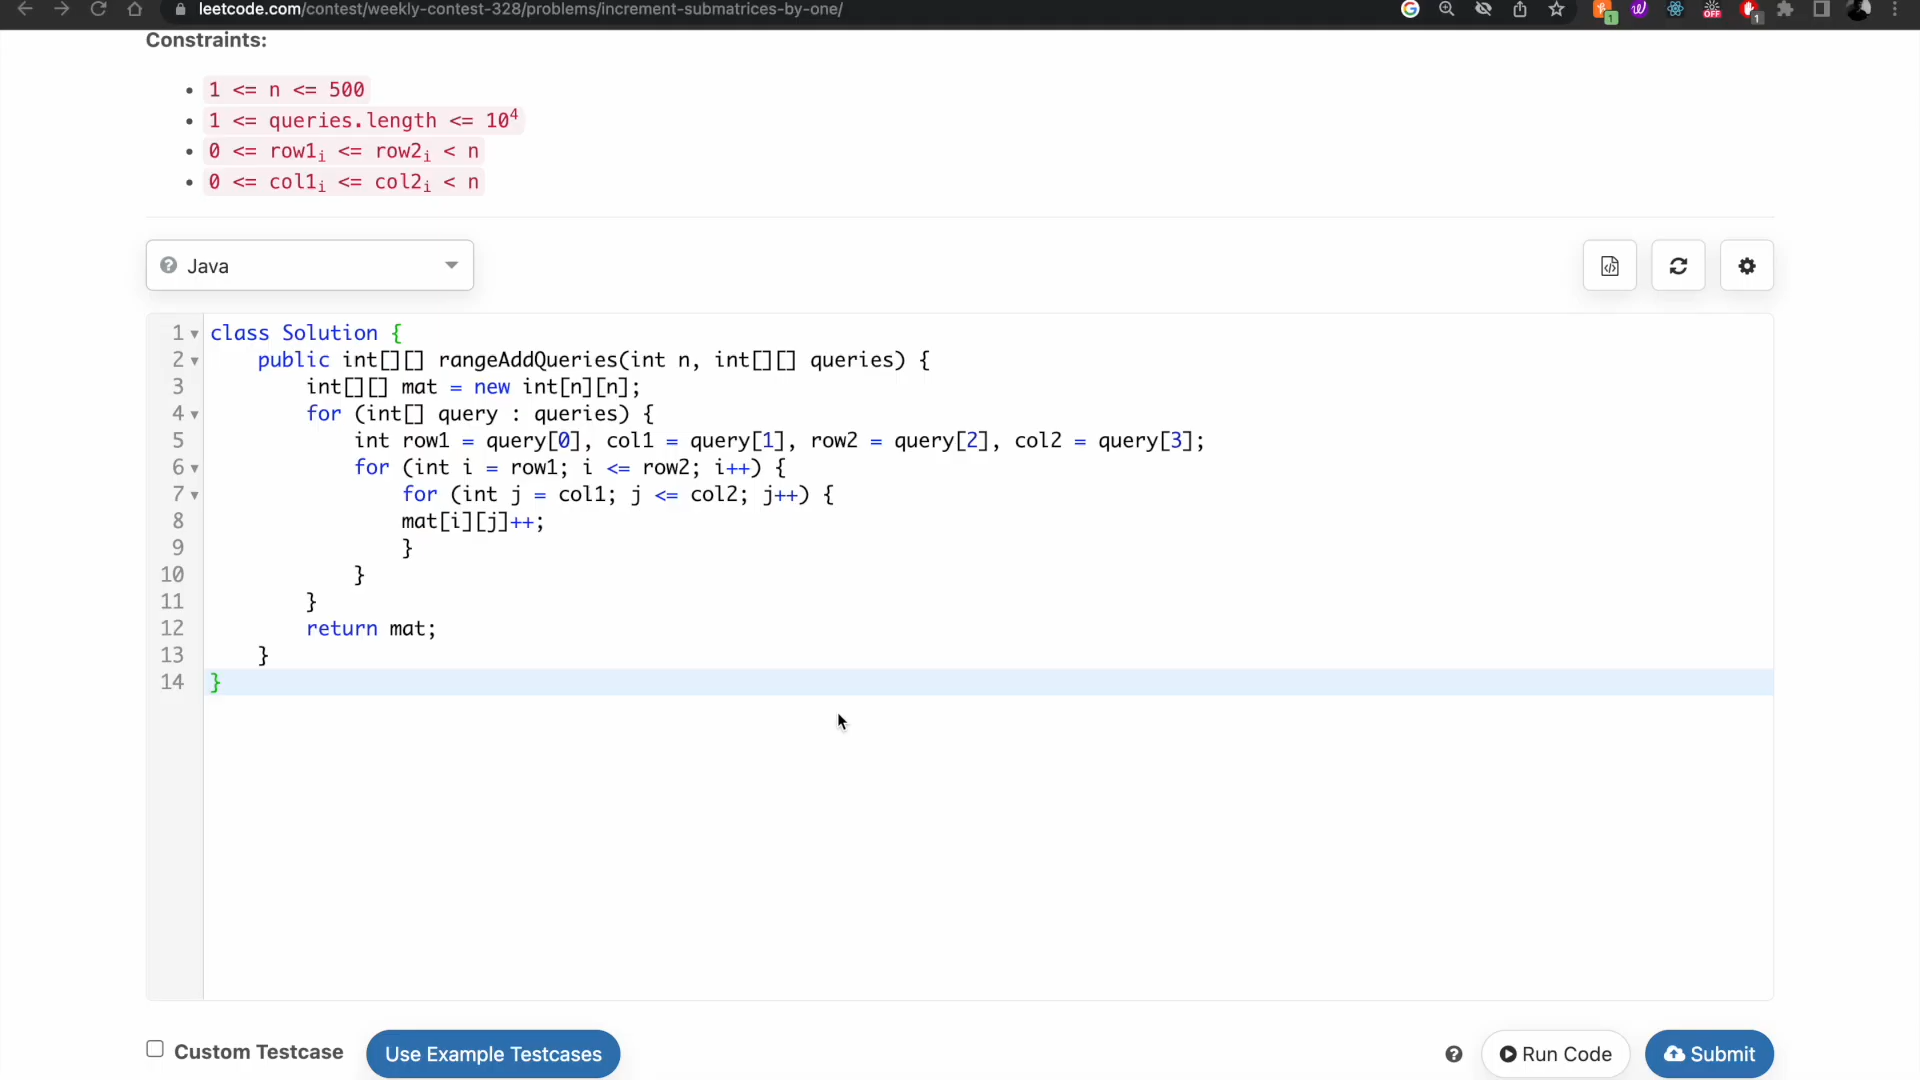 leetcode.com/contest/weekly-contest-328/problems/increment-submatrices-by-one/
1
OFF
1
Constraints:
• 1 <= n <= 500
• 1 <= queries.length <= 10⁴
• 0 <= row1ᵢ <= row2ᵢ < n
• 0 <= col1ᵢ <= col2ᵢ < n
Java
1 class Solution {
2     public int[][] rangeAddQueries(int n, int[][] queries) {
3         int[][] mat = new int[n][n];
4         for (int[] query : queries) {
5             int row1 = query[0], col1 = query[1], row2 = query[2], col2 = query[3];
6             for (int i = row1; i <= row2; i++) {
7                 for (int j = col1; j <= col2; j++) {
8                 mat[i][j]++;
9                 }
10             }
11         }
12         return mat;
13     }
14 }
Custom Testcase Use Example Testcases ? Run Code Submit